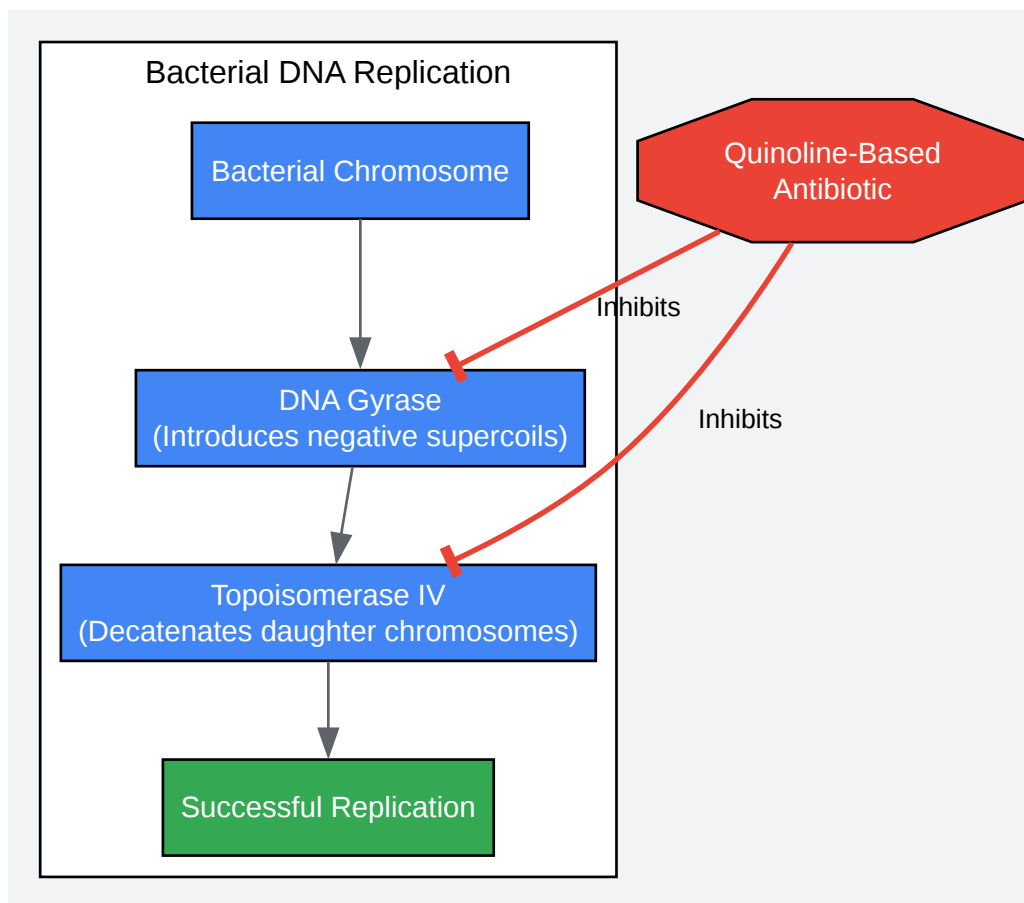 Bacterial DNA Replication
Bacterial Chromosome
Quinoline-Based
Antibiotic
Inhibits
DNA Gyrase
(Introduces negative supercoils)
Inhibits
Topoisomerase IV
(Decatenates daughter chromosomes)
Successful Replication